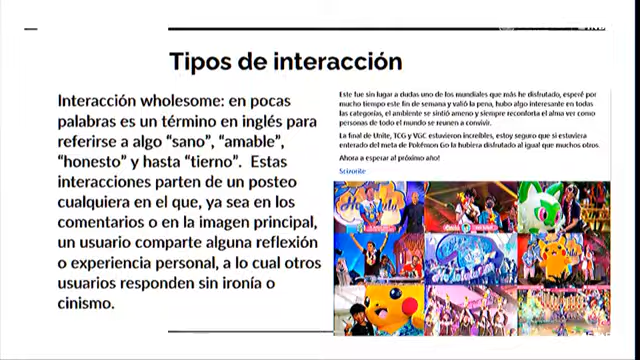 Tipos de interacción
Interacción wholesome: en pocas
palabras es un término en inglés para
referirse a algo “sano”, “amable”,
“honesto” y hasta “tierno”. Estas
interacciones parten de un posteo
cualquiera en el que, ya sea en los
comentarios o en la imagen principal,
un usuario comparte alguna reflexión
o experiencia personal, a lo cual otros
usuarios responden sin ironía o
cinismo.
Este fue sin lugar a dudas uno de los mundiales que más he disfrutado, esperé por
mucho tiempo este fin de semana y valió la pena, hubo algo interesante en todas
las categorías, el ambiente se sintió ameno y siempre reconforta el alma ver como
personas de todo el mundo se reunen a convivir.
La final de Unite, TCG y VGC estuvieron increíbles, estoy seguro que si estuviera
enterado del meta de Pokémon Go la hubiera disfrutado al igual que muchos otros.
Ahora a esperar al próximo año!
Honolulu